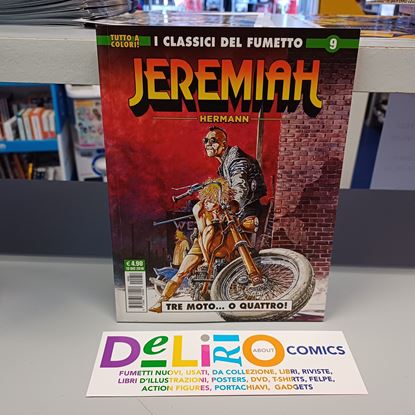 TUTTO A
COLORI!
I CLASSICI DEL FUMETTO
9
JEREMIAH
HERMANN
€ 4,90
TRE MOTO... O QUATTRO!
DeLiRiO
ABOUT
COMICS
FUMETTI NUOVI, USATI, DA COLLEZIONE, LIBRI, RIVISTE,
LIBRI D'ILLUSTRAZIONI, POSTERS, DVD, T-SHIRTS, FELPE,
ACTION FIGURES, PORTACHIAVI, GADGETS